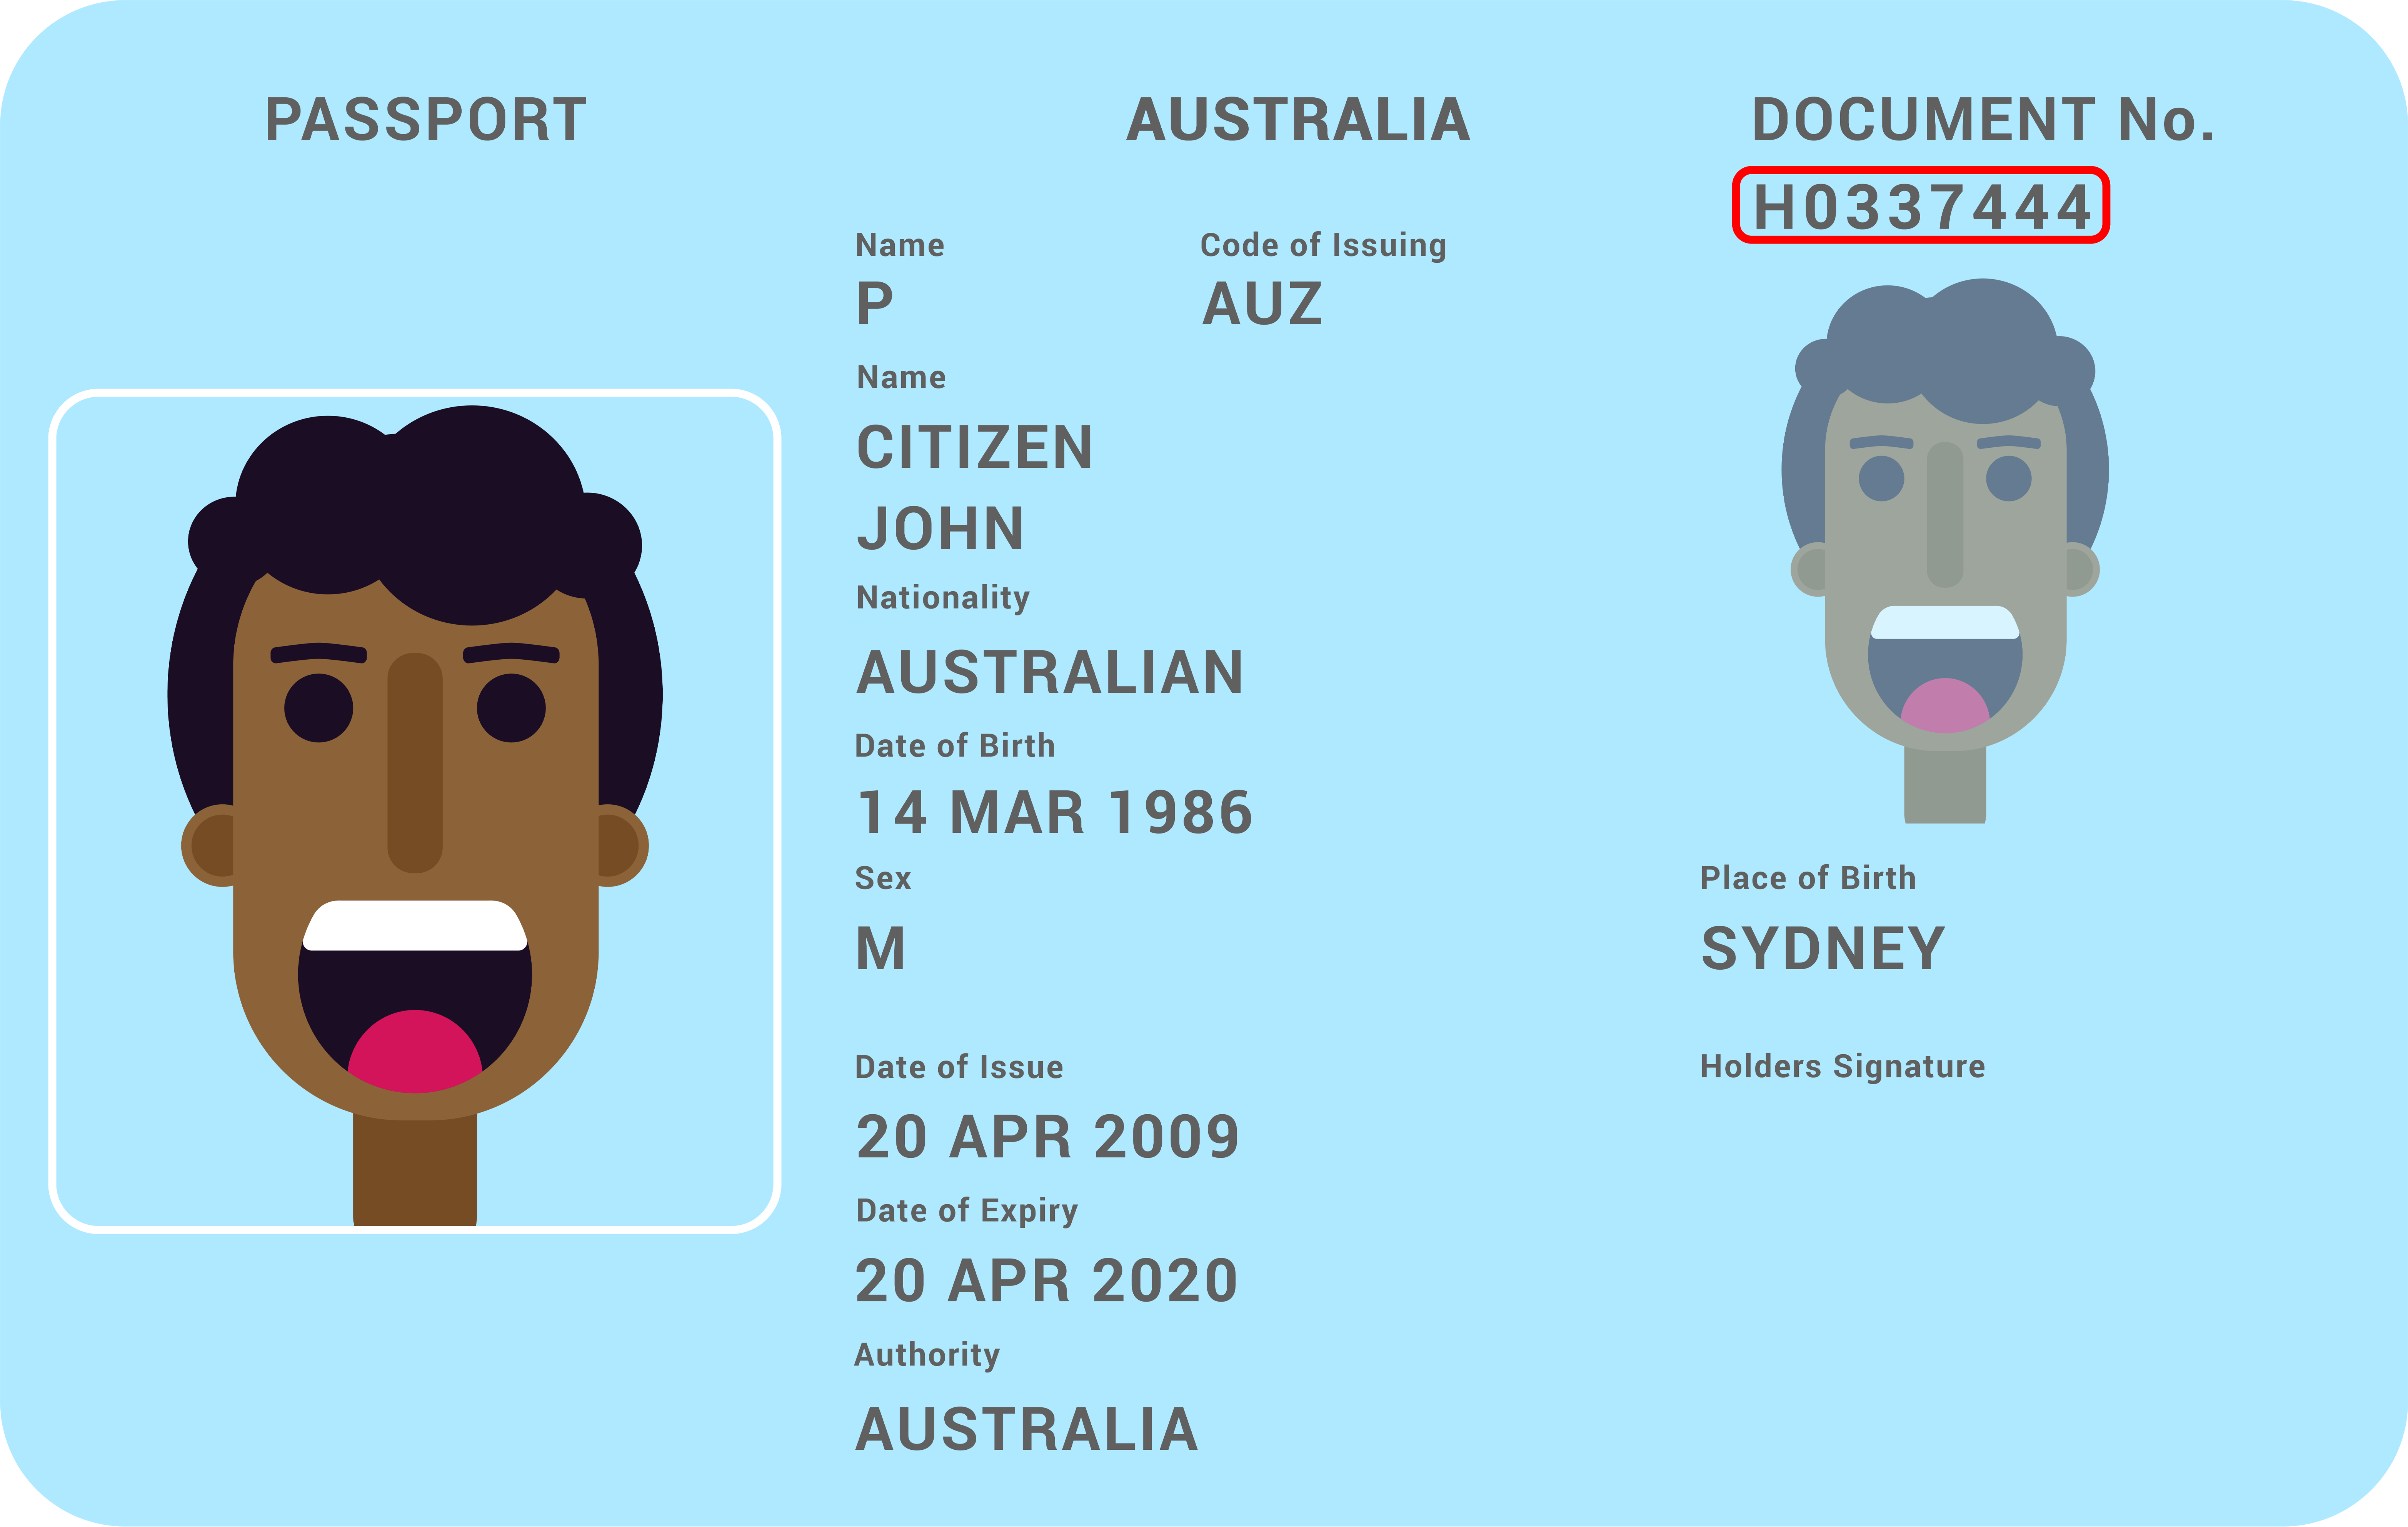 PASSPORT AUSTRALIA DOCUMENT No.
H0337444
Name Code of Issuing
P AUZ
Name
CITIZEN
JOHN
Nationality
AUSTRALIAN
Date of Birth
14 MAR 1986
Sex Place of Birth
M SYDNEY
Date of Issue Holders Signature
20 APR 2009
Date of Expiry
20 APR 2020
Authority
AUSTRALIA